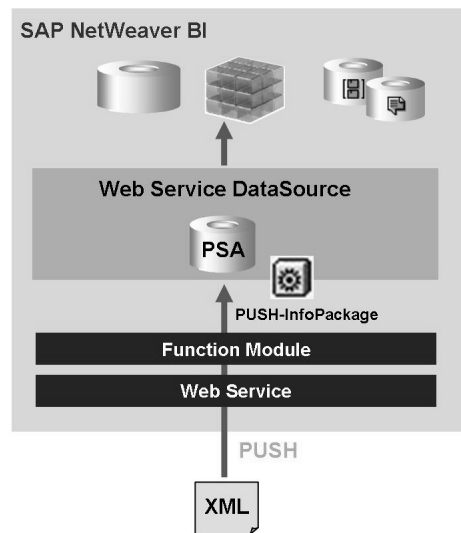 SAP NetWeaver BI
Web Service DataSource
PSA
PUSH-InfoPackage
Function Module
Web Service
PUSH
XML